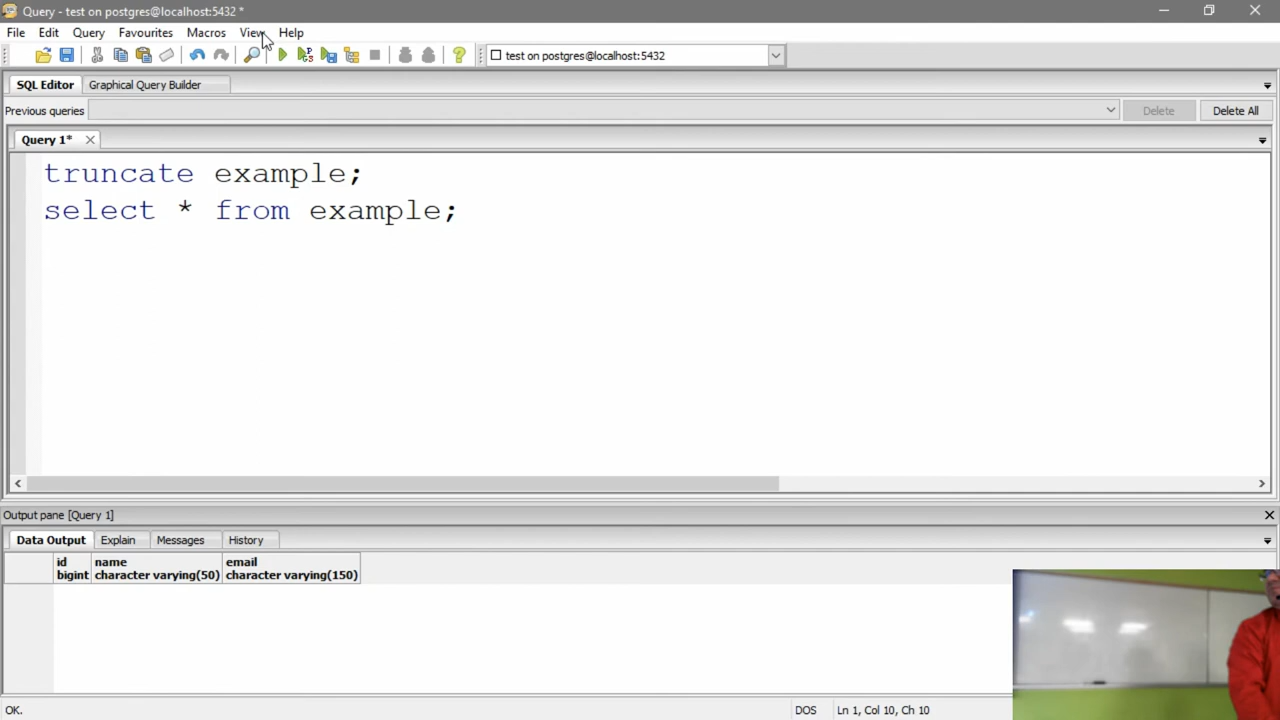 Query - test on postgres@localhost:5432 *
File Edit Query Favourites Macros View Help
test on postgres@localhost:5432
SQL Editor Graphical Query Builder
Previous queries Delete Delete All
Query 1*
truncate example;
select * from example;
Output pane [Query 1]
Data Output Explain Messages History
id name email
bigint character varying(50) character varying(150)
OK. DOS Ln 1, Col 10, Ch 10